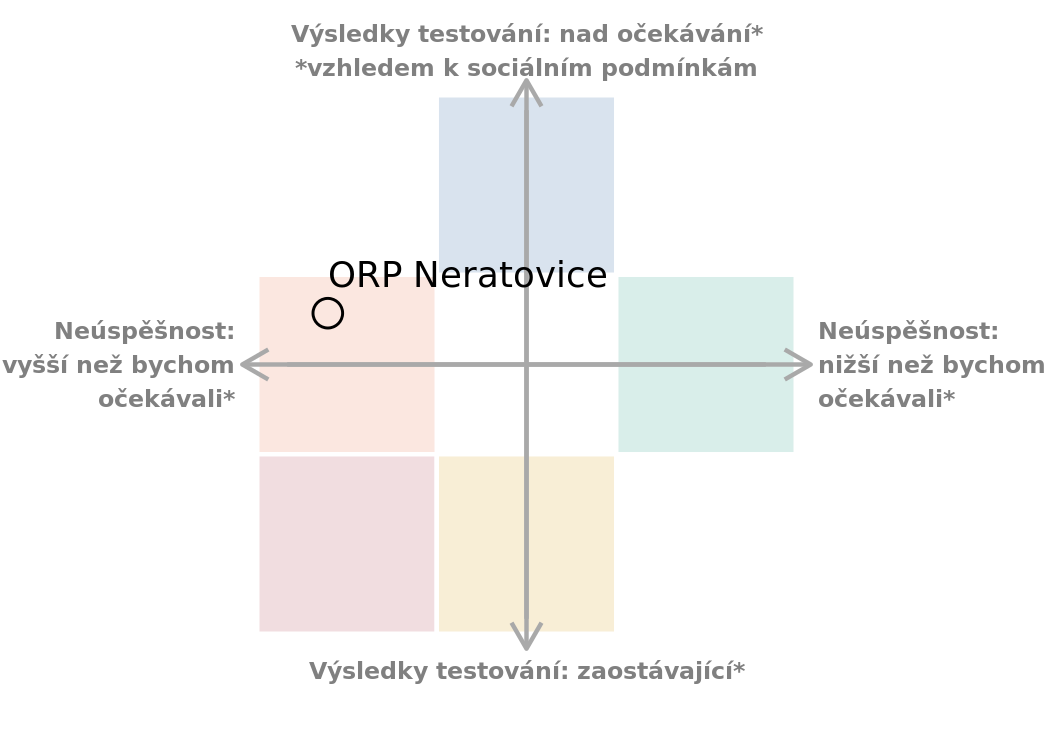 Výsledky testování: nad očekávání*
*vzhledem k sociálním podmínkám
ORP Neratovice
Neúspěšnost:
vyšší než bychom
očekávali*
Neúspěšnost:
nižší než bychom
očekávali*
Výsledky testování: zaostávající*